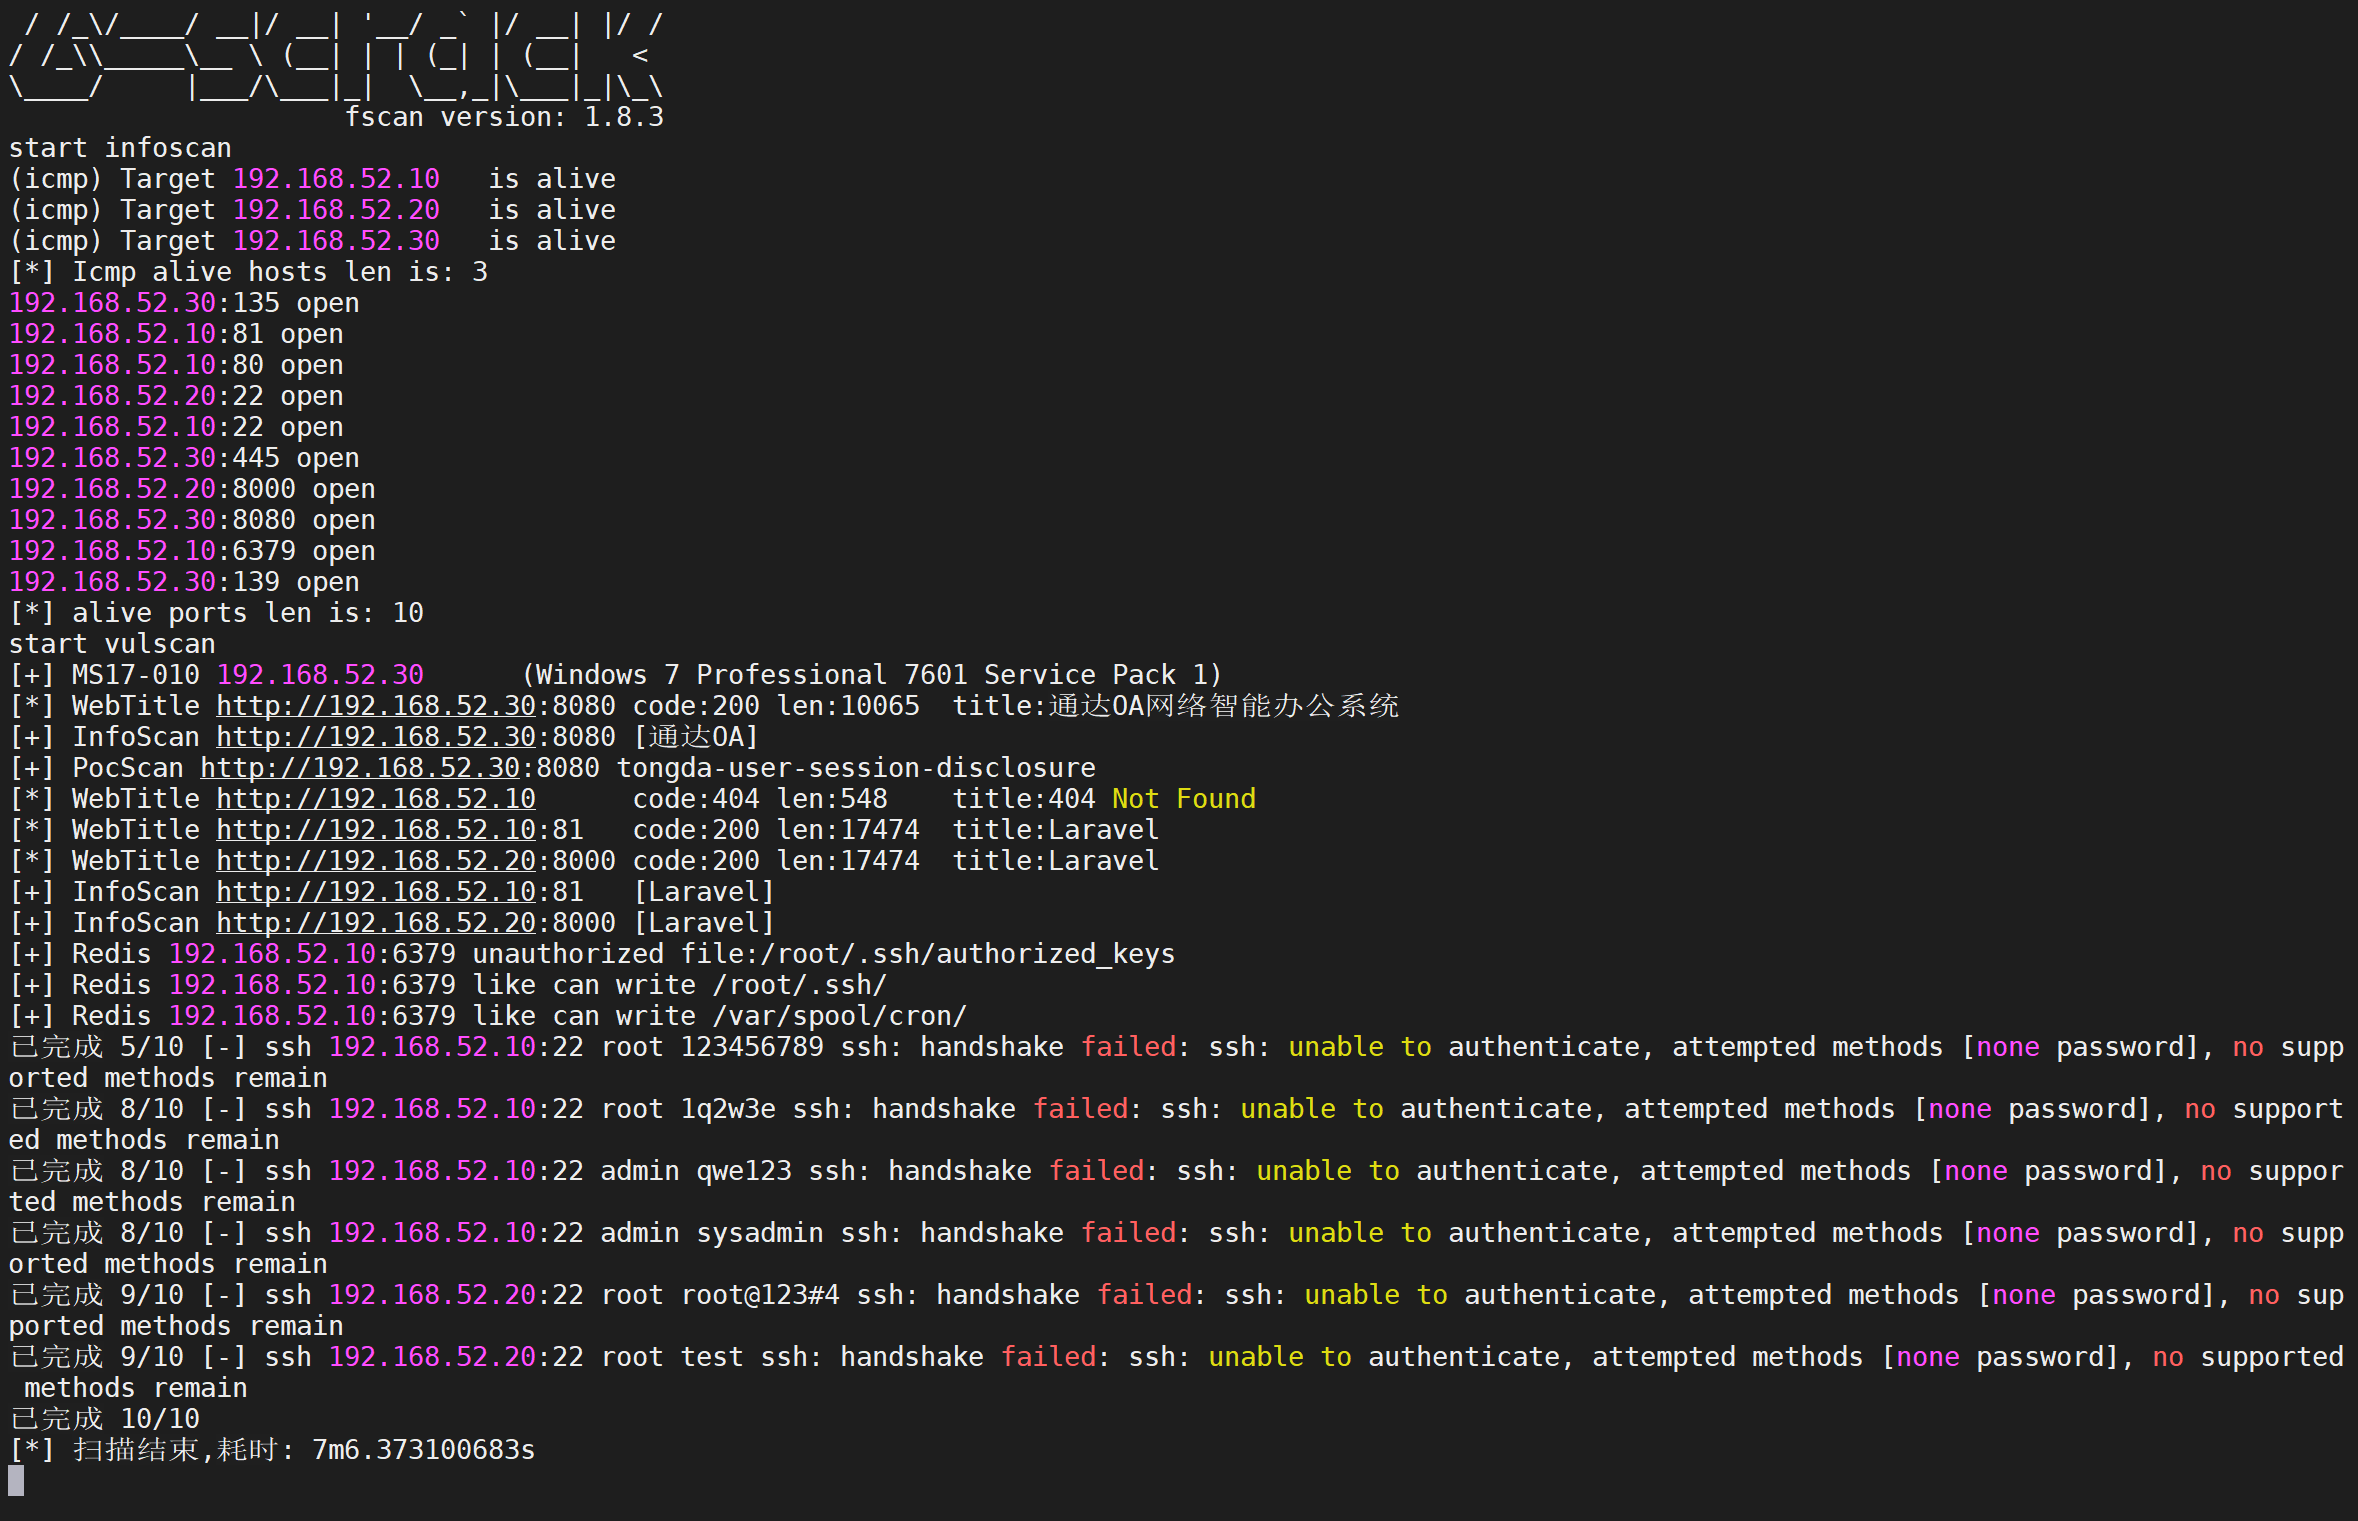 / /_\/____/ __|/ __| '__/ _` |/ __| |/ /
/ /_\\_____\__ \ (__| | | (_| | (__|   <
\____/     |___/\___|_|  \__,_|\___|_|\_\
                     fscan version: 1.8.3
start infoscan
(icmp) Target 192.168.52.10   is alive
(icmp) Target 192.168.52.20   is alive
(icmp) Target 192.168.52.30   is alive
[*] Icmp alive hosts len is: 3
192.168.52.30:135 open
192.168.52.10:81 open
192.168.52.10:80 open
192.168.52.20:22 open
192.168.52.10:22 open
192.168.52.30:445 open
192.168.52.20:8000 open
192.168.52.30:8080 open
192.168.52.10:6379 open
192.168.52.30:139 open
[*] alive ports len is: 10
start vulscan
[+] MS17-010 192.168.52.30      (Windows 7 Professional 7601 Service Pack 1)
[*] WebTitle http://192.168.52.30:8080 code:200 len:10065  title:通达OA网络智能办公系统
[+] InfoScan http://192.168.52.30:8080 [通达OA]
[+] PocScan http://192.168.52.30:8080 tongda-user-session-disclosure
[*] WebTitle http://192.168.52.10      code:404 len:548    title:404 Not Found
[*] WebTitle http://192.168.52.10:81   code:200 len:17474  title:Laravel
[*] WebTitle http://192.168.52.20:8000 code:200 len:17474  title:Laravel
[+] InfoScan http://192.168.52.10:81   [Laravel]
[+] InfoScan http://192.168.52.20:8000 [Laravel]
[+] Redis 192.168.52.10:6379 unauthorized file:/root/.ssh/authorized_keys
[+] Redis 192.168.52.10:6379 like can write /root/.ssh/
[+] Redis 192.168.52.10:6379 like can write /var/spool/cron/
已完成 5/10 [-] ssh 192.168.52.10:22 root 123456789 ssh: handshake failed: ssh: unable to authenticate, attempted methods [none password], no supp
orted methods remain
已完成 8/10 [-] ssh 192.168.52.10:22 root 1q2w3e ssh: handshake failed: ssh: unable to authenticate, attempted methods [none password], no support
ed methods remain
已完成 8/10 [-] ssh 192.168.52.10:22 admin qwe123 ssh: handshake failed: ssh: unable to authenticate, attempted methods [none password], no suppor
ted methods remain
已完成 8/10 [-] ssh 192.168.52.10:22 admin sysadmin ssh: handshake failed: ssh: unable to authenticate, attempted methods [none password], no supp
orted methods remain
已完成 9/10 [-] ssh 192.168.52.20:22 root root@123#4 ssh: handshake failed: ssh: unable to authenticate, attempted methods [none password], no sup
ported methods remain
已完成 9/10 [-] ssh 192.168.52.20:22 root test ssh: handshake failed: ssh: unable to authenticate, attempted methods [none password], no supported
 methods remain
已完成 10/10
[*] 扫描结束,耗时: 7m6.373100683s